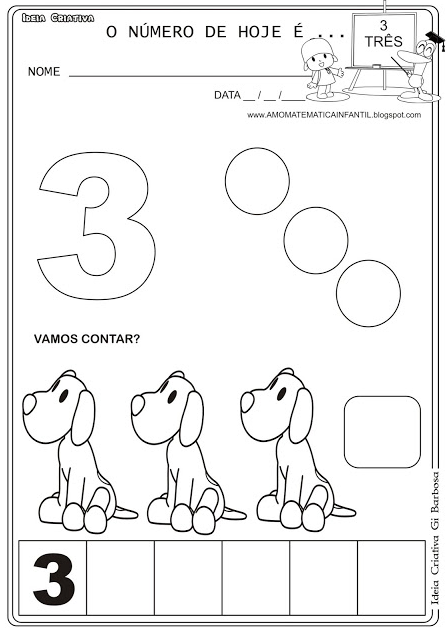 Ideia Criativa
O NÚMERO DE HOJE É ...
3
TRÊS
NOME
DATA __/__/__
www.AMOMATEMATICAINFANTIL.blogspot.com
3
VAMOS CONTAR?
3
Ideia Criativa Gi Barbosa